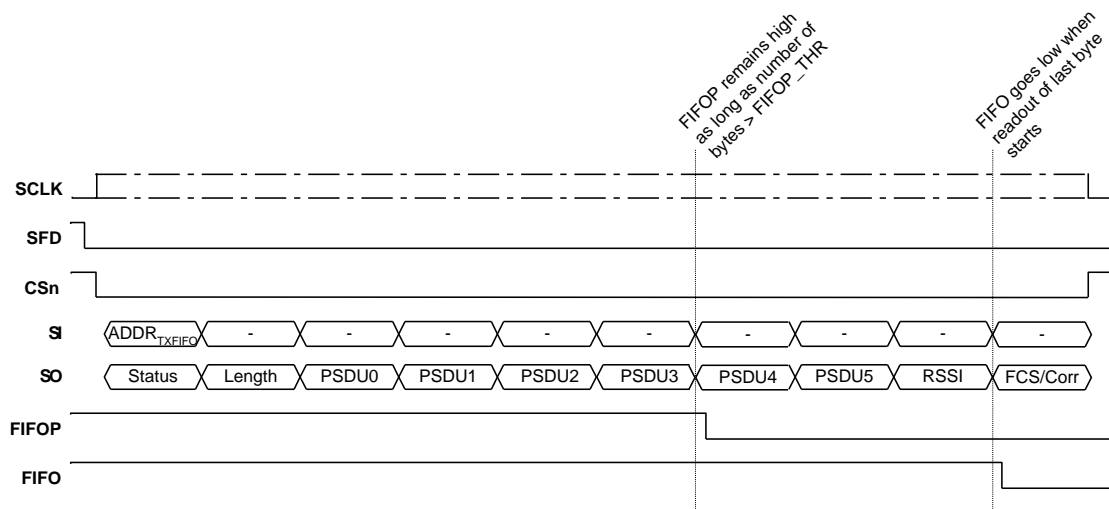 FIFOP remains high
as long as number of
bytes > FIFOP_THR
FIFO goes low when
readout of last byte
starts
SCLK
SFD
CSn
SI ADDRTXFIFO - - - - - - - - -
SO Status Length PSDU0 PSDU1 PSDU2 PSDU3 PSDU4 PSDU5 RSSI FCS/Corr
FIFOP
FIFO